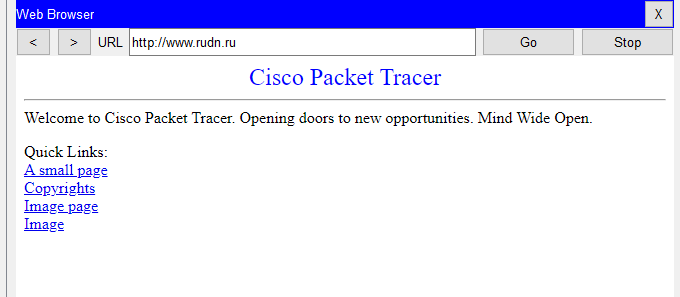 Web Browser X
< > URL http://www.rudn.ru Go Stop
Cisco Packet Tracer
Welcome to Cisco Packet Tracer. Opening doors to new opportunities. Mind Wide Open.
Quick Links:
A small page
Copyrights
Image page
Image